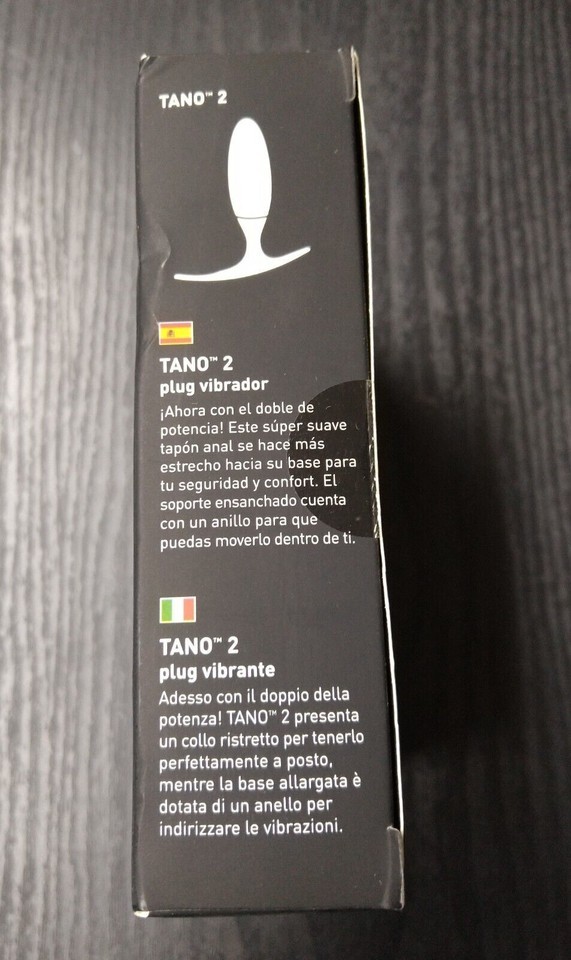 TANO™ 2
TANO™ 2
plug vibrador
¡Ahora con el doble de
potencia! Este súper suave
tapón anal se hace más
estrecho hacia su base para
tu seguridad y confort. El
soporte ensanchado cuenta
con un anillo para que
puedas moverlo dentro de ti.
TANO™ 2
plug vibrante
Adesso con il doppio della
potenza! TANO™ 2 presenta
un collo ristretto per tenerlo
perfettamente a posto,
mentre la base allargata è
dotata di un anello per
indirizzare le vibrazioni.